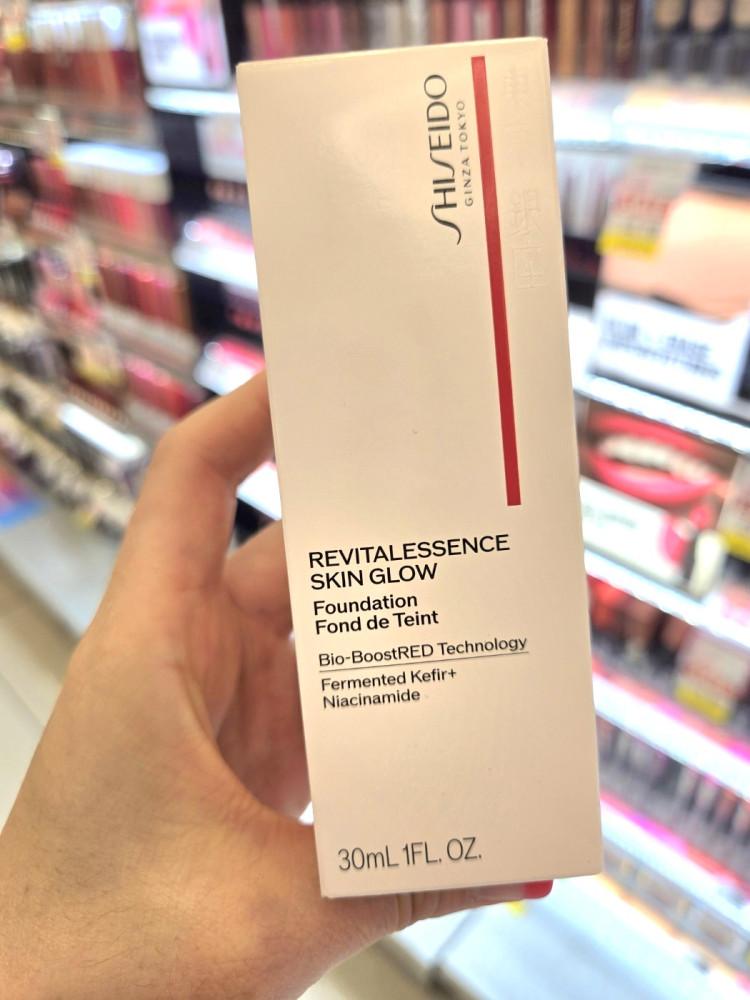 SHISEIDO
GINZA TOKYO
REVITALESSENCE
SKIN GLOW
Foundation
Fond de Teint
Bio-BoostRED Technology
Fermented Kefir+
Niacinamide
30mL 1FL. OZ.